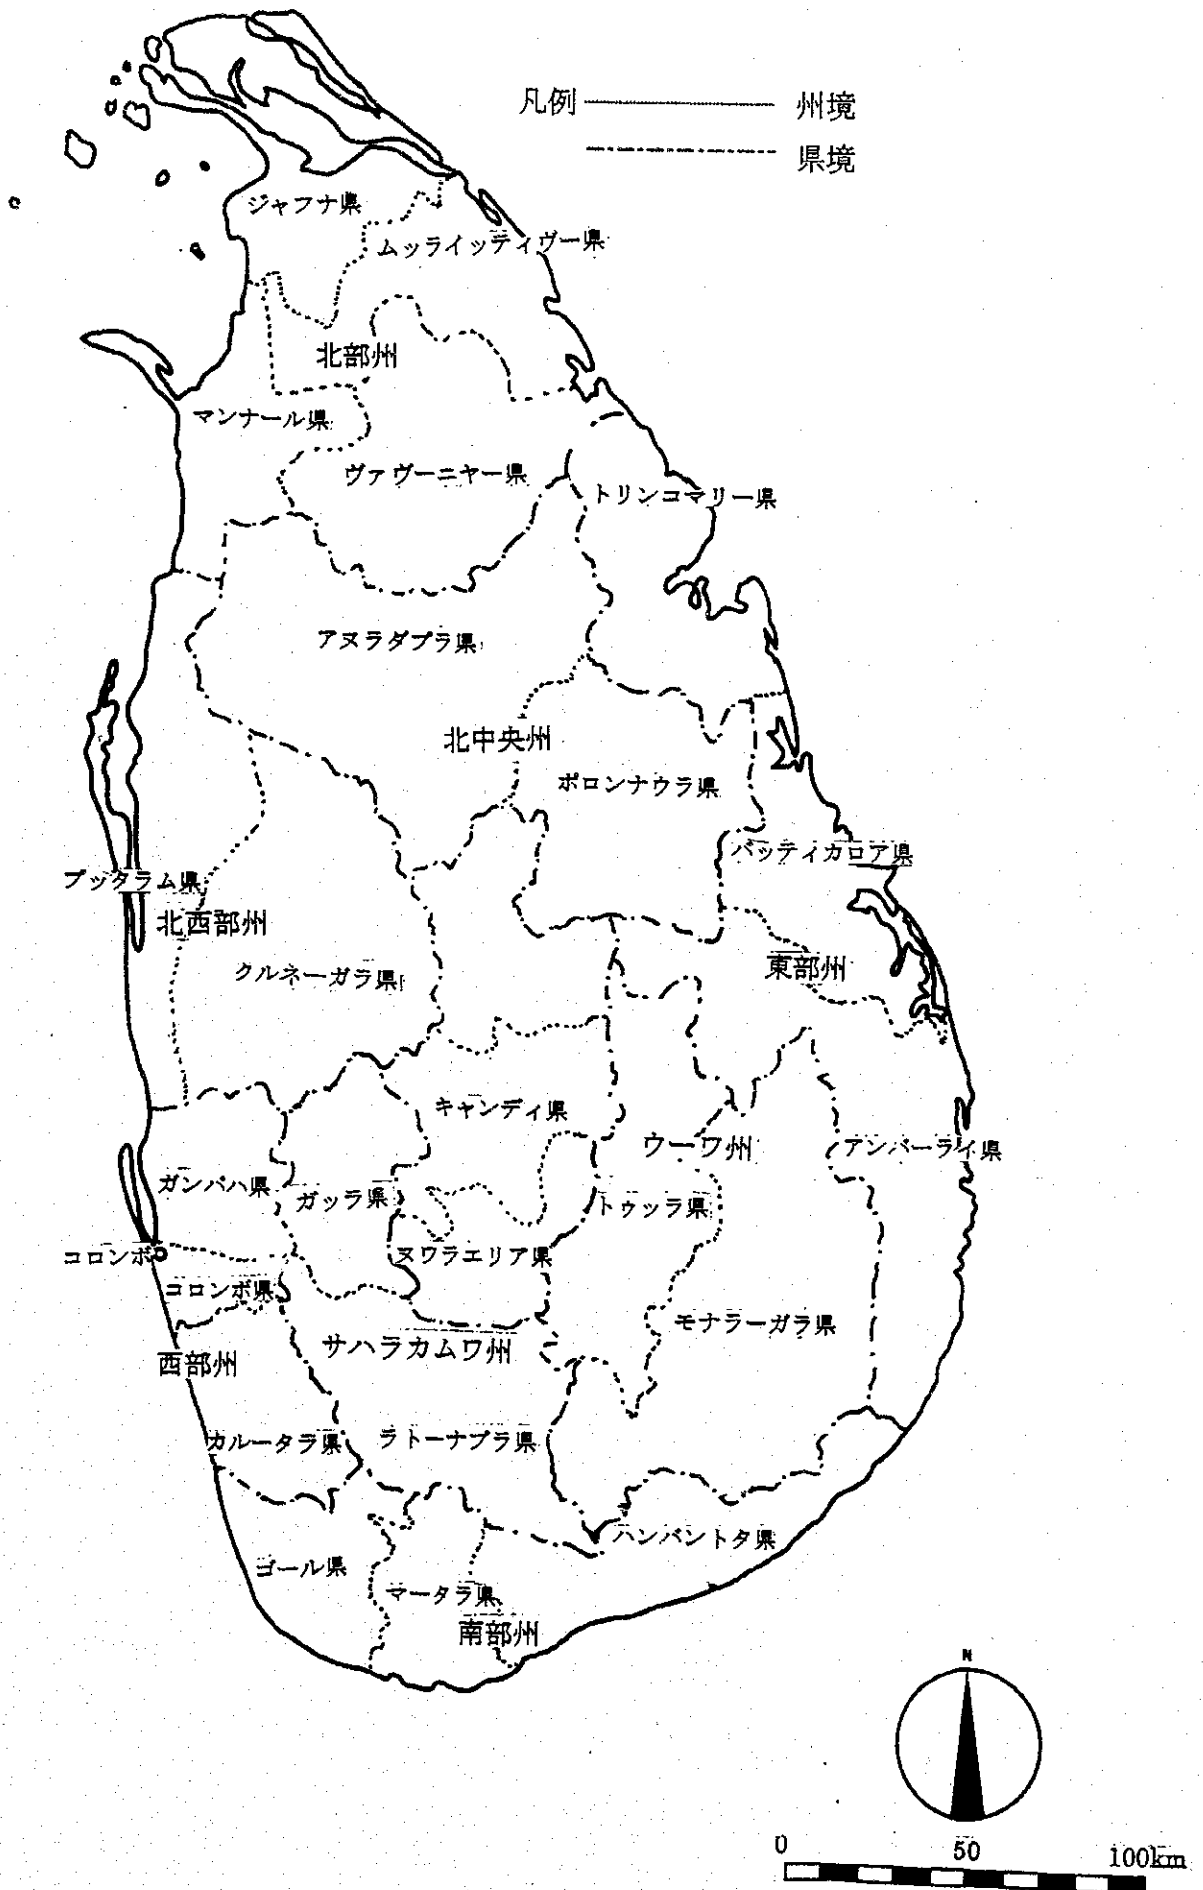 凡例 州境
県境
ジャフナ県
ムッライッティヴー県
北部州
マンナール県
ヴァヴーニヤー県
トリンコマリー県
アヌラダプラ県
北中央州
ポロンナウラ県
バッティカロア県
プッタラム県
北西部州
東部州
クルネーガラ県
キャンディ県
ウーワ州
アンパーライ県
ガンパハ県
ガッラ県
トゥッラ県
コロンボ
ヌワラエリア県
コロンボ県
モナラーガラ県
サハラカムワ州
西部州
カルータラ県
ラトーナプラ県
ハンバントタ県
ゴール県
マータラ県
南部州
N
0 50 100km